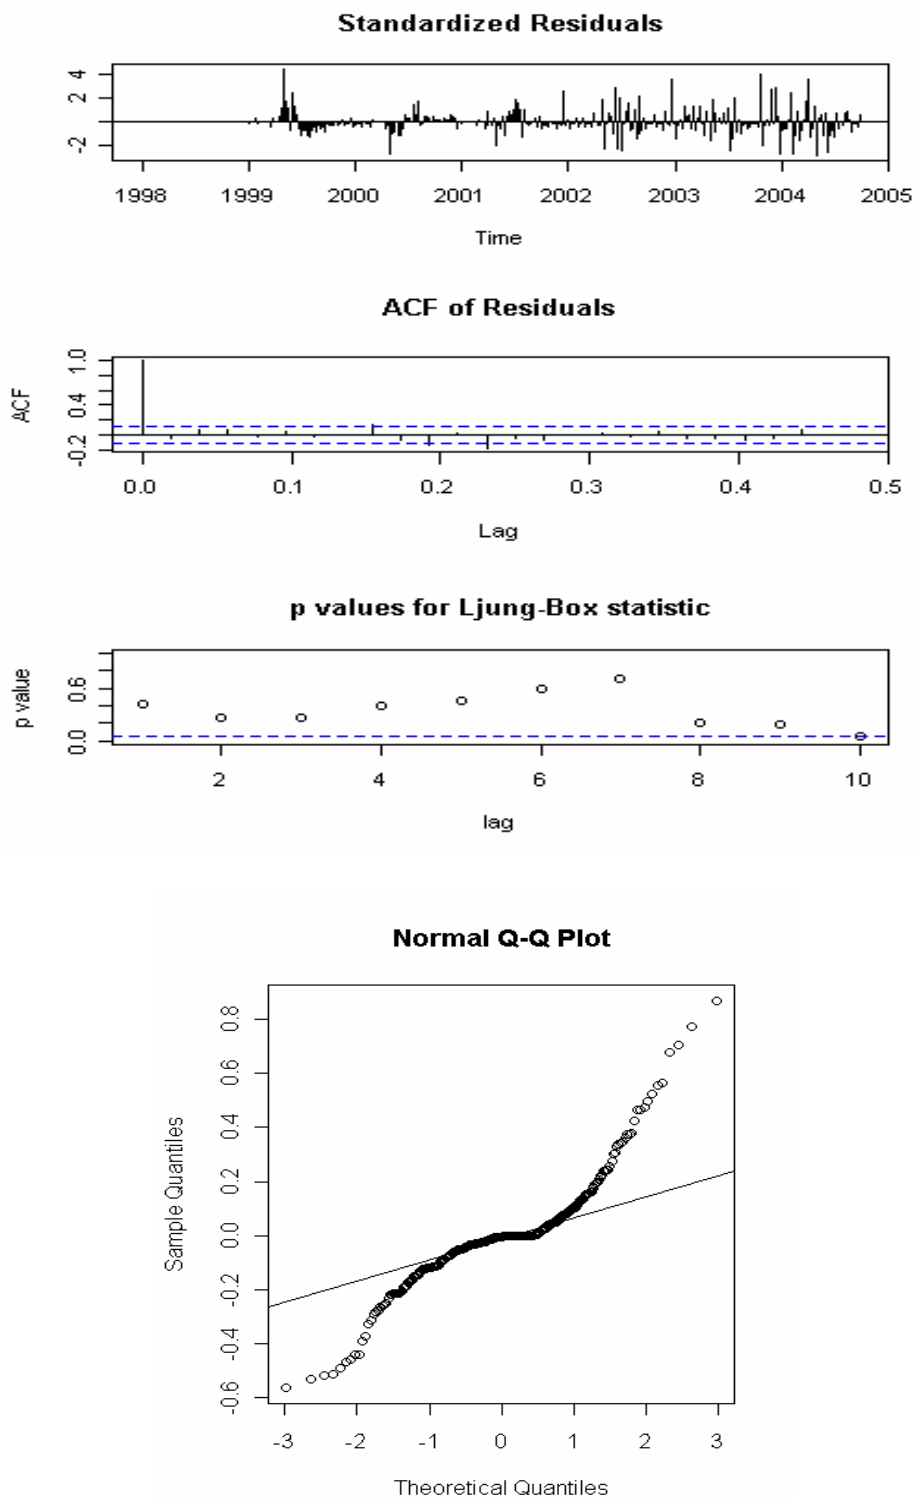 Standardized Residuals
4
2
-2
1998 1999 2000 2001 2002 2003 2004 2005
Time
ACF of Residuals
ACF
1.0
0.4
-0.2
0.0 0.1 0.2 0.3 0.4 0.5
Lag
p values for Ljung-Box statistic
p value
0.6
0.0
2 4 6 8 10
lag
Normal Q-Q Plot
Sample Quantiles
0.8
0.6
0.4
0.2
0.0
-0.2
-0.4
-0.6
-3 -2 -1 0 1 2 3
Theoretical Quantiles